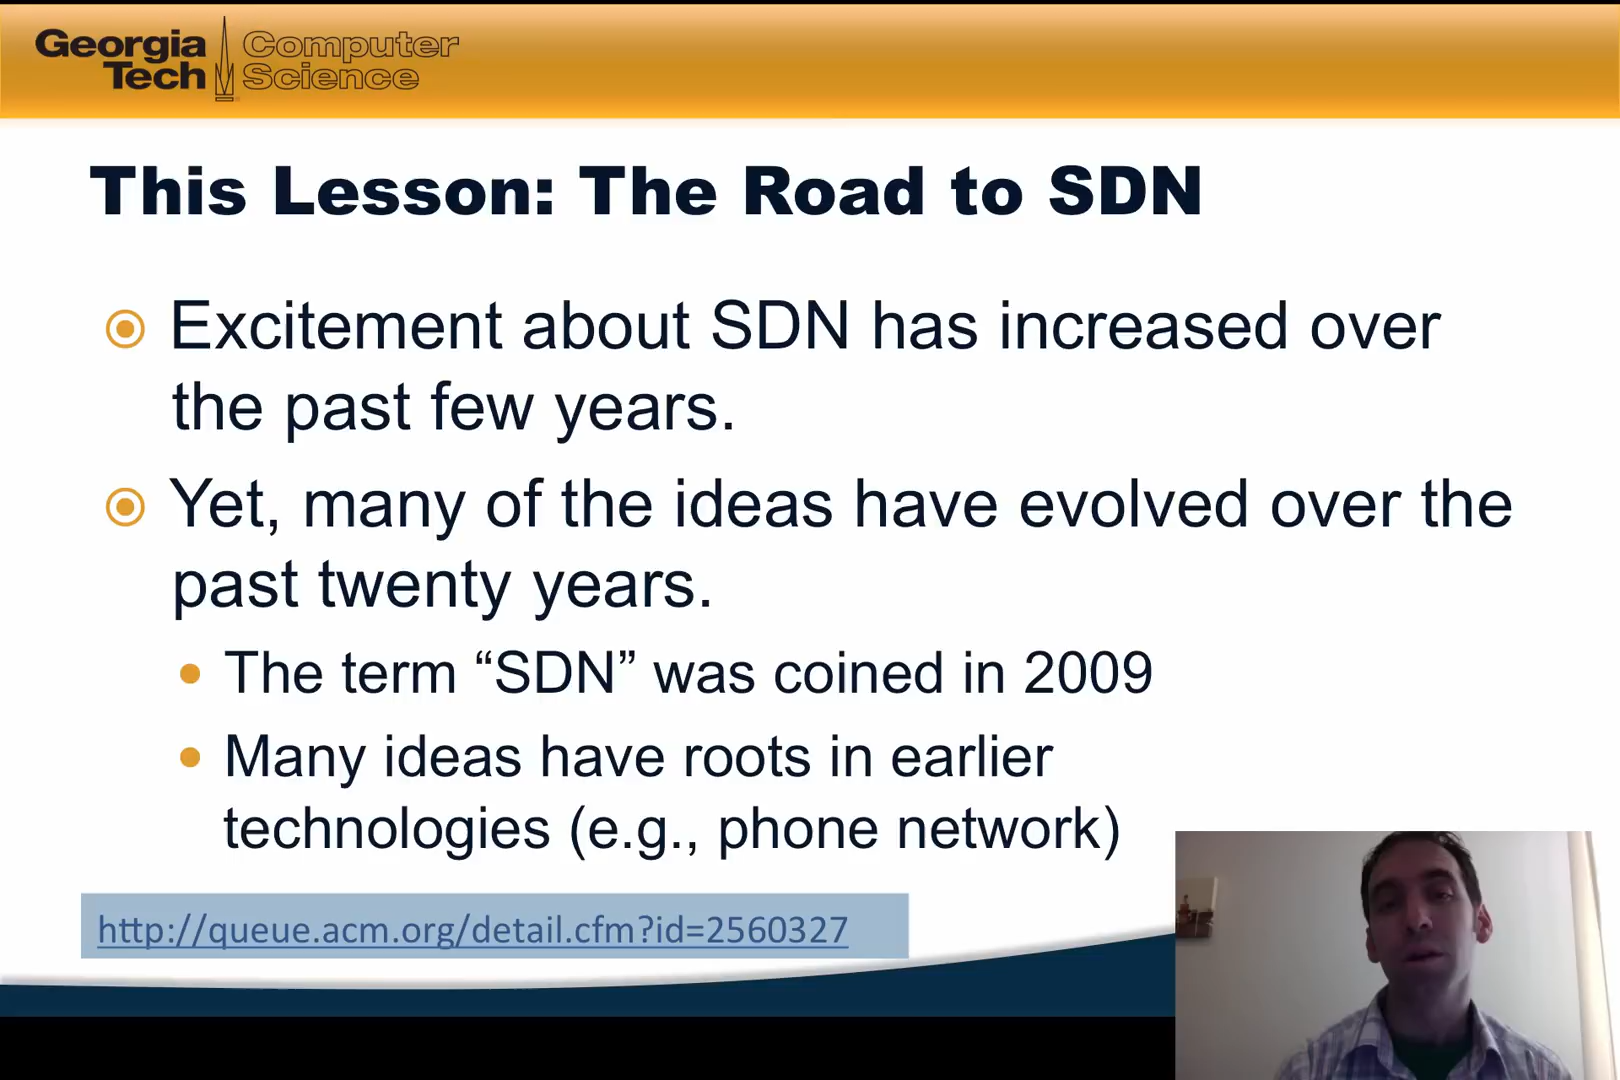 Georgia Tech
Computer Science
This Lesson: The Road to SDN
Excitement about SDN has increased over
the past few years.
Yet, many of the ideas have evolved over the
past twenty years.
The term “SDN” was coined in 2009
Many ideas have roots in earlier
technologies (e.g., phone network)
http://queue.acm.org/detail.cfm?id=2560327